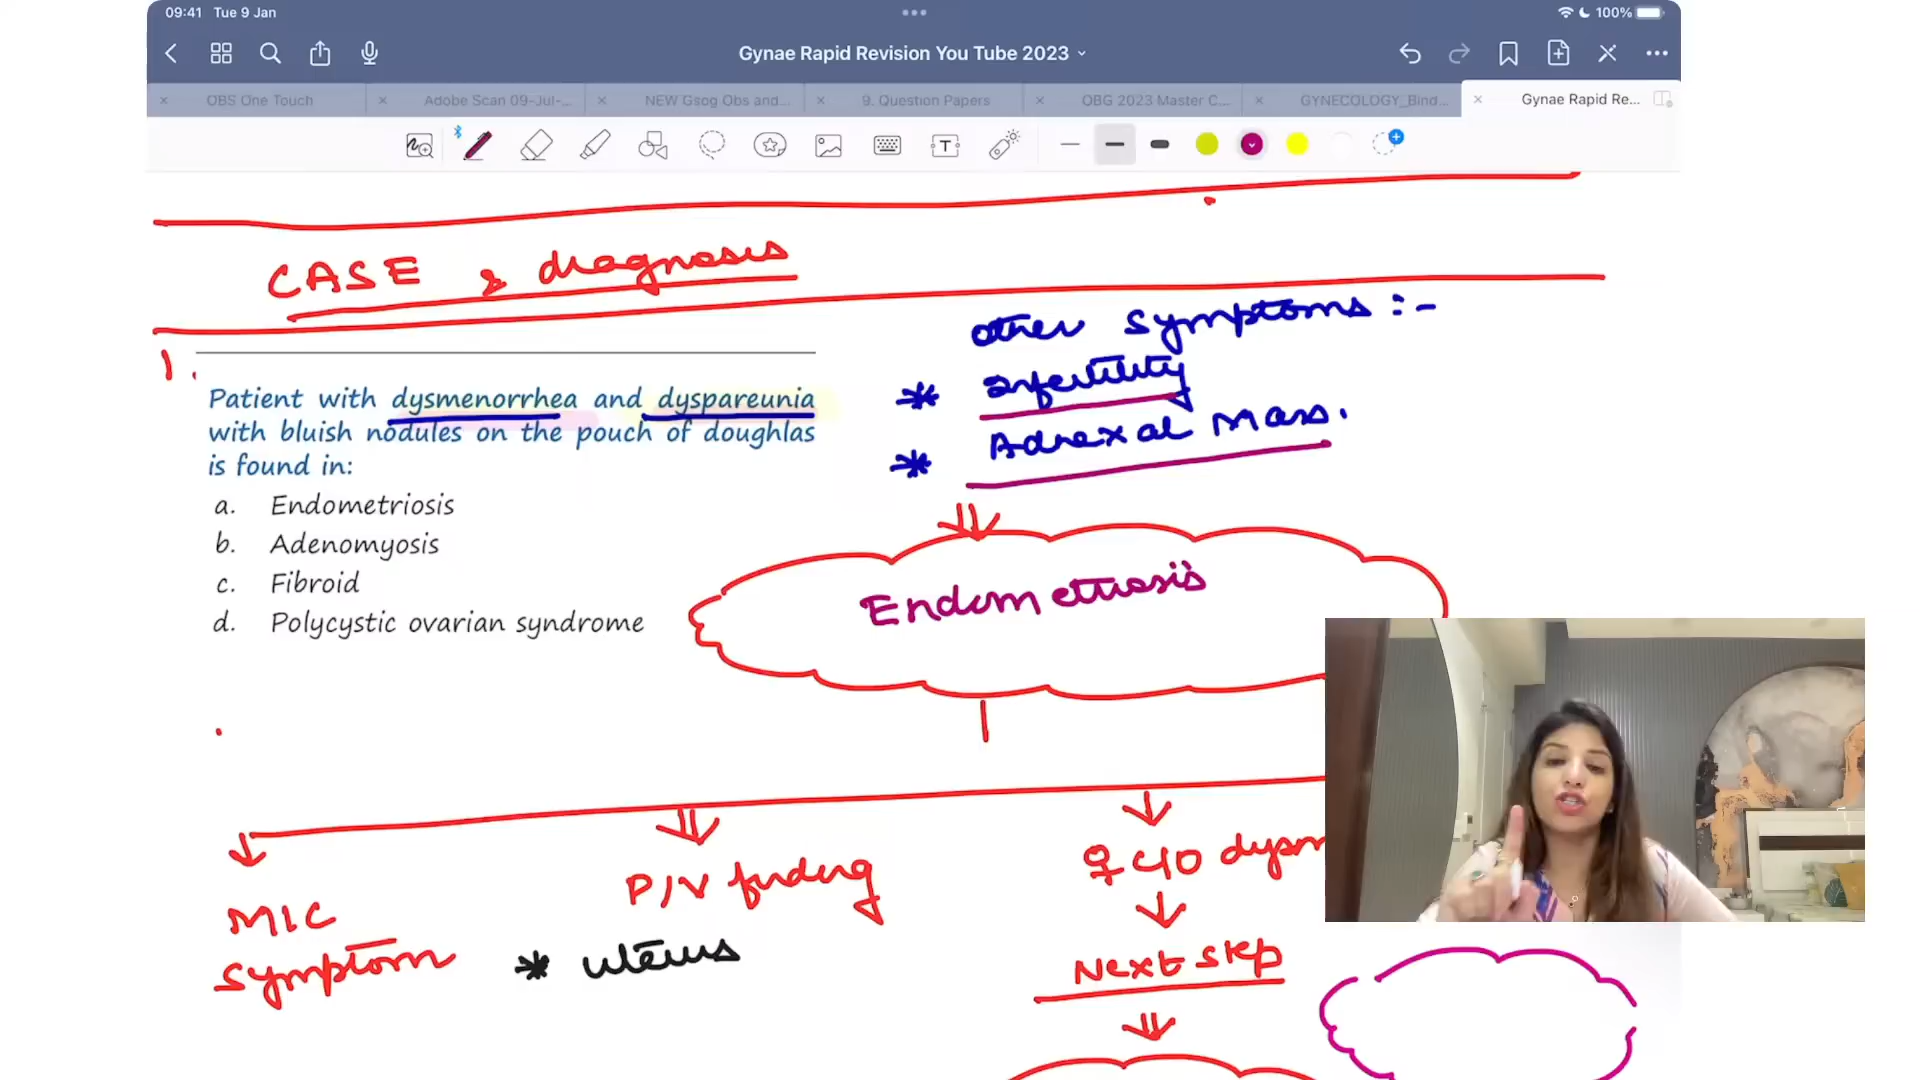 09:41 Tue 9 Jan
100%
Gynae Rapid Revision You Tube 2023
OBS One Touch
Adobe Scan 09-Jul-...
NEW Gsog Obs and...
9. Question Papers
OBG 2023 Master C...
GYNECOLOGY_Bind...
Gynae Rapid Re...
CASE & diagnosis
1.
Patient with dysmenorrhea and dyspareunia
with bluish nodules on the pouch of doughlas
is found in:
a. Endometriosis
b. Adenomyosis
c. Fibroid
d. Polycystic ovarian syndrome
other symptoms :-
* Infertility
* Adnexal Mass.
Endometriosis
M/C
symptom
P/V finding
* uterus
♀ c/o dysm
Next step